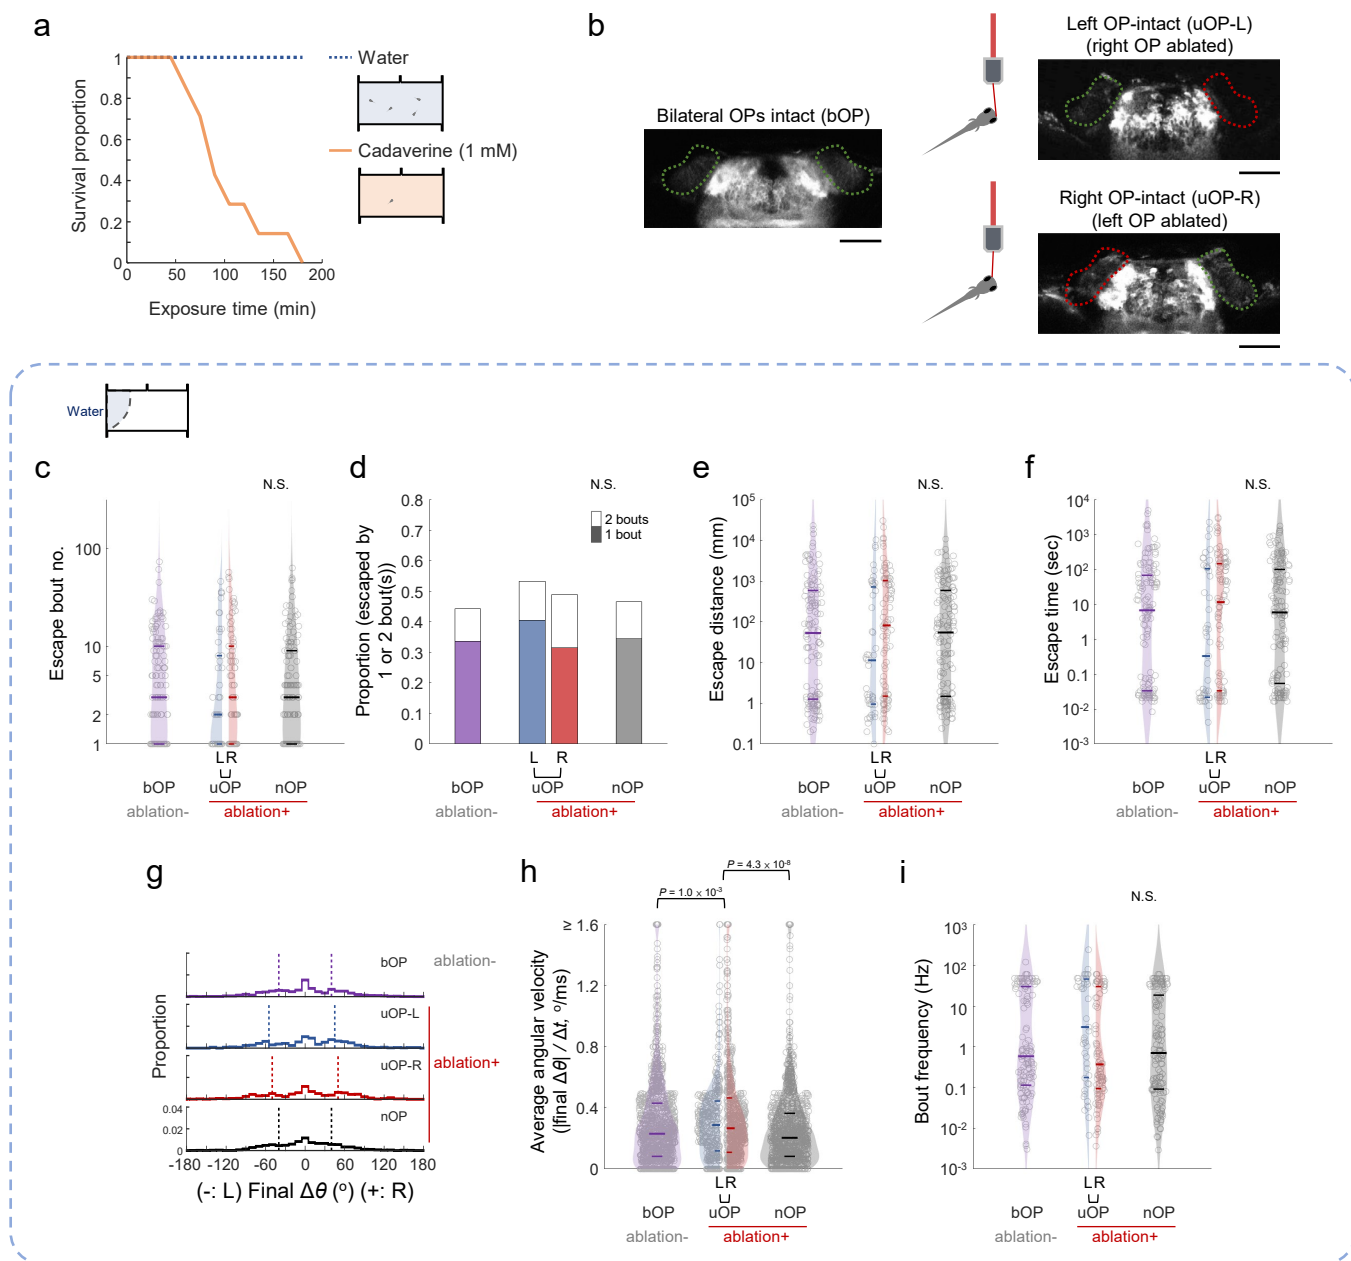 a
Water
Cadaverine (1 mM)
Survival proportion
1
0.8
0.6
0.4
0.2
0
0 50 100 150 200
Exposure time (min)
b
Bilateral OPs intact (bOP)
Left OP-intact (uOP-L)
(right OP ablated)
Right OP-intact (uOP-R)
(left OP ablated)
Water
c
N.S.
Escape bout no.
100
10
5
2
1
L R
bOP uOP nOP
ablation- ablation+
d
N.S.
Proportion (escaped by
1 or 2 bout(s))
2 bouts
1 bout
0.8
0.7
0.6
0.5
0.4
0.3
0.2
0.1
0
L R
bOP uOP nOP
ablation- ablation+
e
N.S.
Escape distance (mm)
10⁵
10⁴
10³
10²
10
1
0.1
L R
bOP uOP nOP
ablation- ablation+
f
N.S.
Escape time (sec)
10⁴
10³
10²
10
1
0.1
10⁻²
10⁻³
L R
bOP uOP nOP
ablation- ablation+
g
Proportion
bOP ablation-
uOP-L
uOP-R
ablation+
nOP
0.04
0.02
0
-180 -60 0 60 180
(-: L) Final Δθ (°) (+: R)
h
P = 4.3 × 10⁻⁸
P = 1.0 × 10⁻³
Average angular velocity
(|final Δθ| / Δt, °/ms)
≥ 1.6
1.2
0.8
0.4
0
L R
bOP uOP nOP
ablation- ablation+
i
N.S.
Bout frequency (Hz)
10³
10²
10
1
0.1
10⁻²
10⁻³
L R
bOP uOP nOP
ablation- ablation+